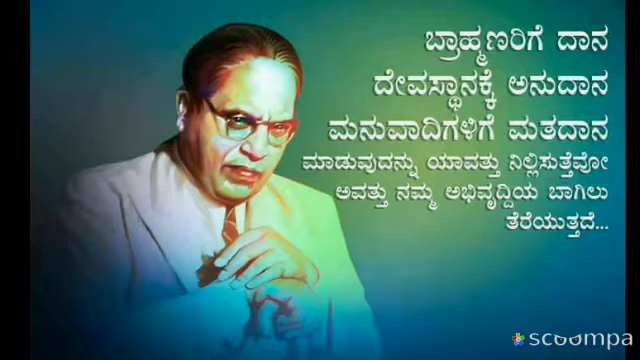 ಬ್ರಾಹ್ಮಣರಿಗೆ ದಾನ
ದೇವಸ್ಥಾನಕ್ಕೆ ಅನುದಾನ
ಮನುವಾದಿಗಳಿಗೆ ಮತದಾನ
ಮಾಡುವುದನ್ನು ಯಾವತ್ತು ನಿಲ್ಲಿಸುತ್ತೆವೋ
ಅವತ್ತು ನಮ್ಮ ಅಭಿವೃದ್ದಿಯ ಬಾಗಿಲು
ತೆರೆಯುತ್ತದೆ...
scoompa